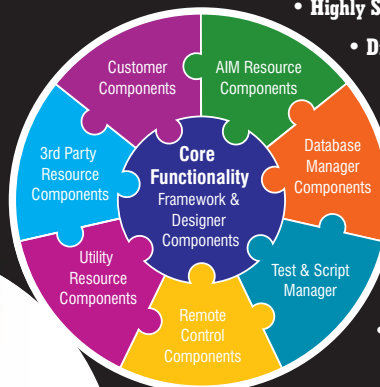 • Highly S
• D
Customer
Components
AIM Resource
Components
3rd Party
Resource
Components
Core
Functionality
Framework &
Designer
Components
Database
Manager
Components
Utility
Resource
Components
Test & Script
Manager
Remote
Control
Components